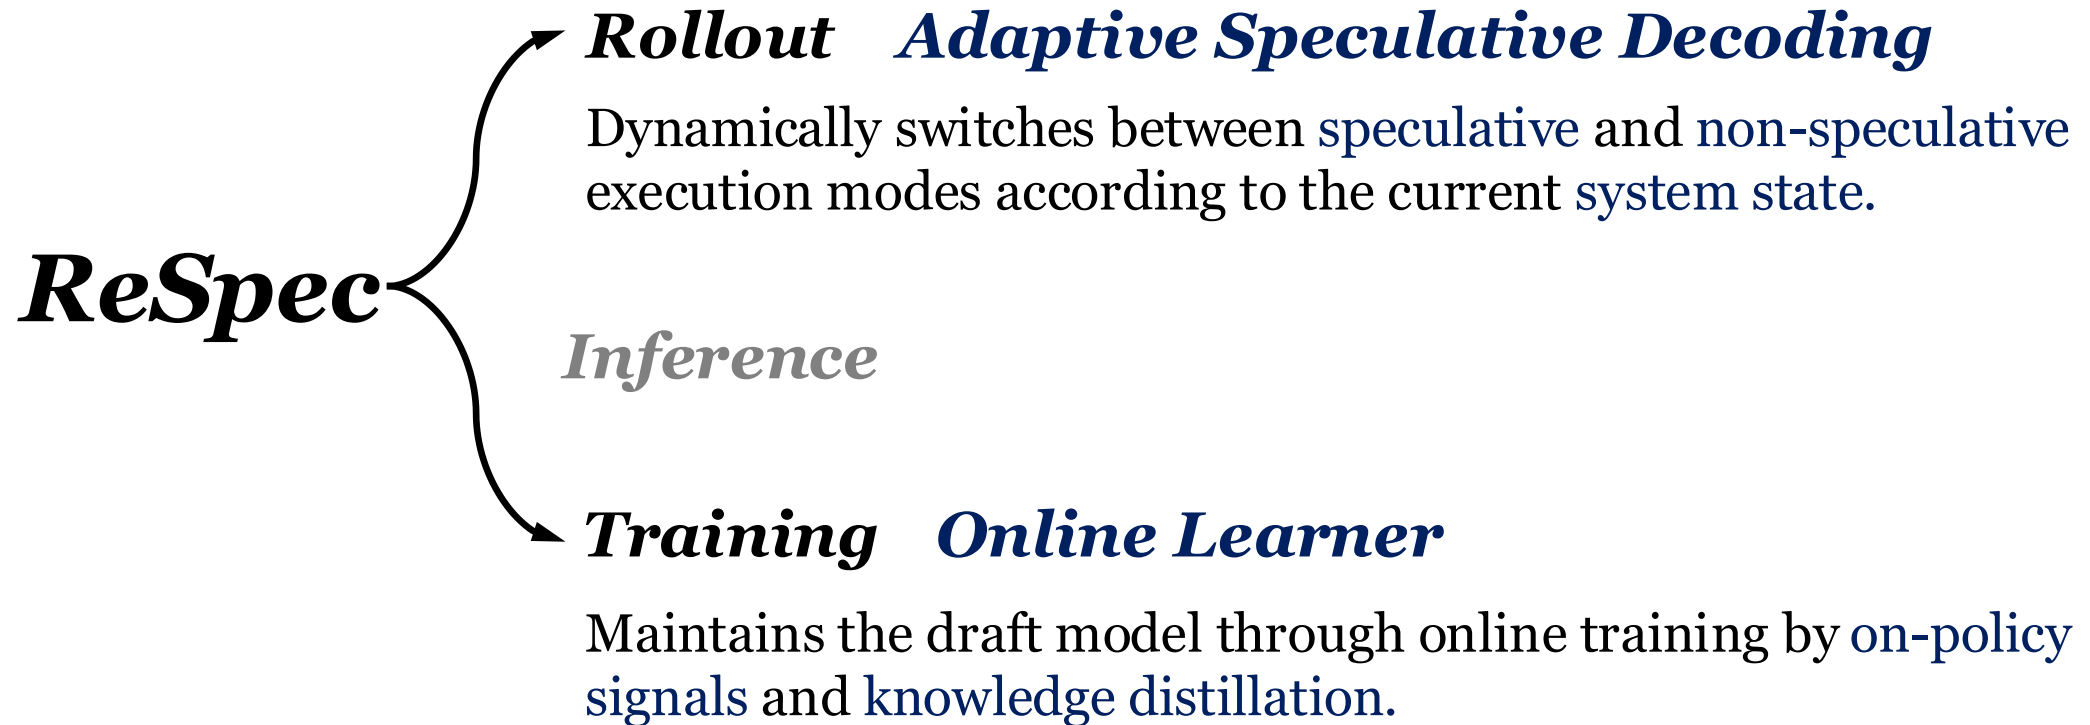 Rollout Adaptive Speculative Decoding
Dynamically switches between speculative and non-speculative
execution modes according to the current system state.
ReSpec
Inference
Training Online Learner
Maintains the draft model through online training by on-policy
signals and knowledge distillation.